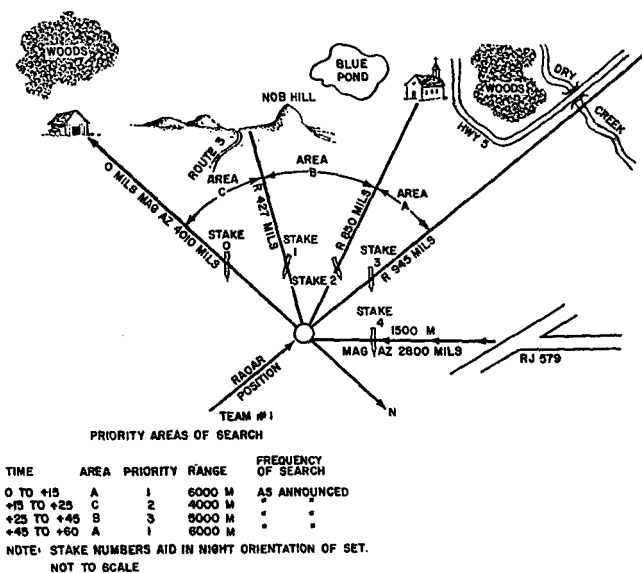 WOODS
BLUE
POND
WOODS
DRY
CREEK
HWY 5
NOB HILL
ROUTE 3
AREA
B
AREA
C
AREA
A
0 MILS MAG AZ 4010 MILS
R 427 MILS
R 850 MILS
R 945 MILS
STAKE
0
STAKE
1
STAKE 2
STAKE
3
STAKE
4
1500 M
MAG AZ 2800 MILS
RJ 579
RADAR
POSITION
TEAM #1
N
PRIORITY AREAS OF SEARCH
TIME AREA PRIORITY RANGE FREQUENCY OF SEARCH
0 TO +15 A 1 6000 M AS ANNOUNCED
+15 TO +25 C 2 4000 M " "
+25 TO +45 B 3 5000 M " "
+45 TO +60 A 1 6000 M " "
NOTE: STAKE NUMBERS AID IN NIGHT ORIENTATION OF SET.
NOT TO SCALE